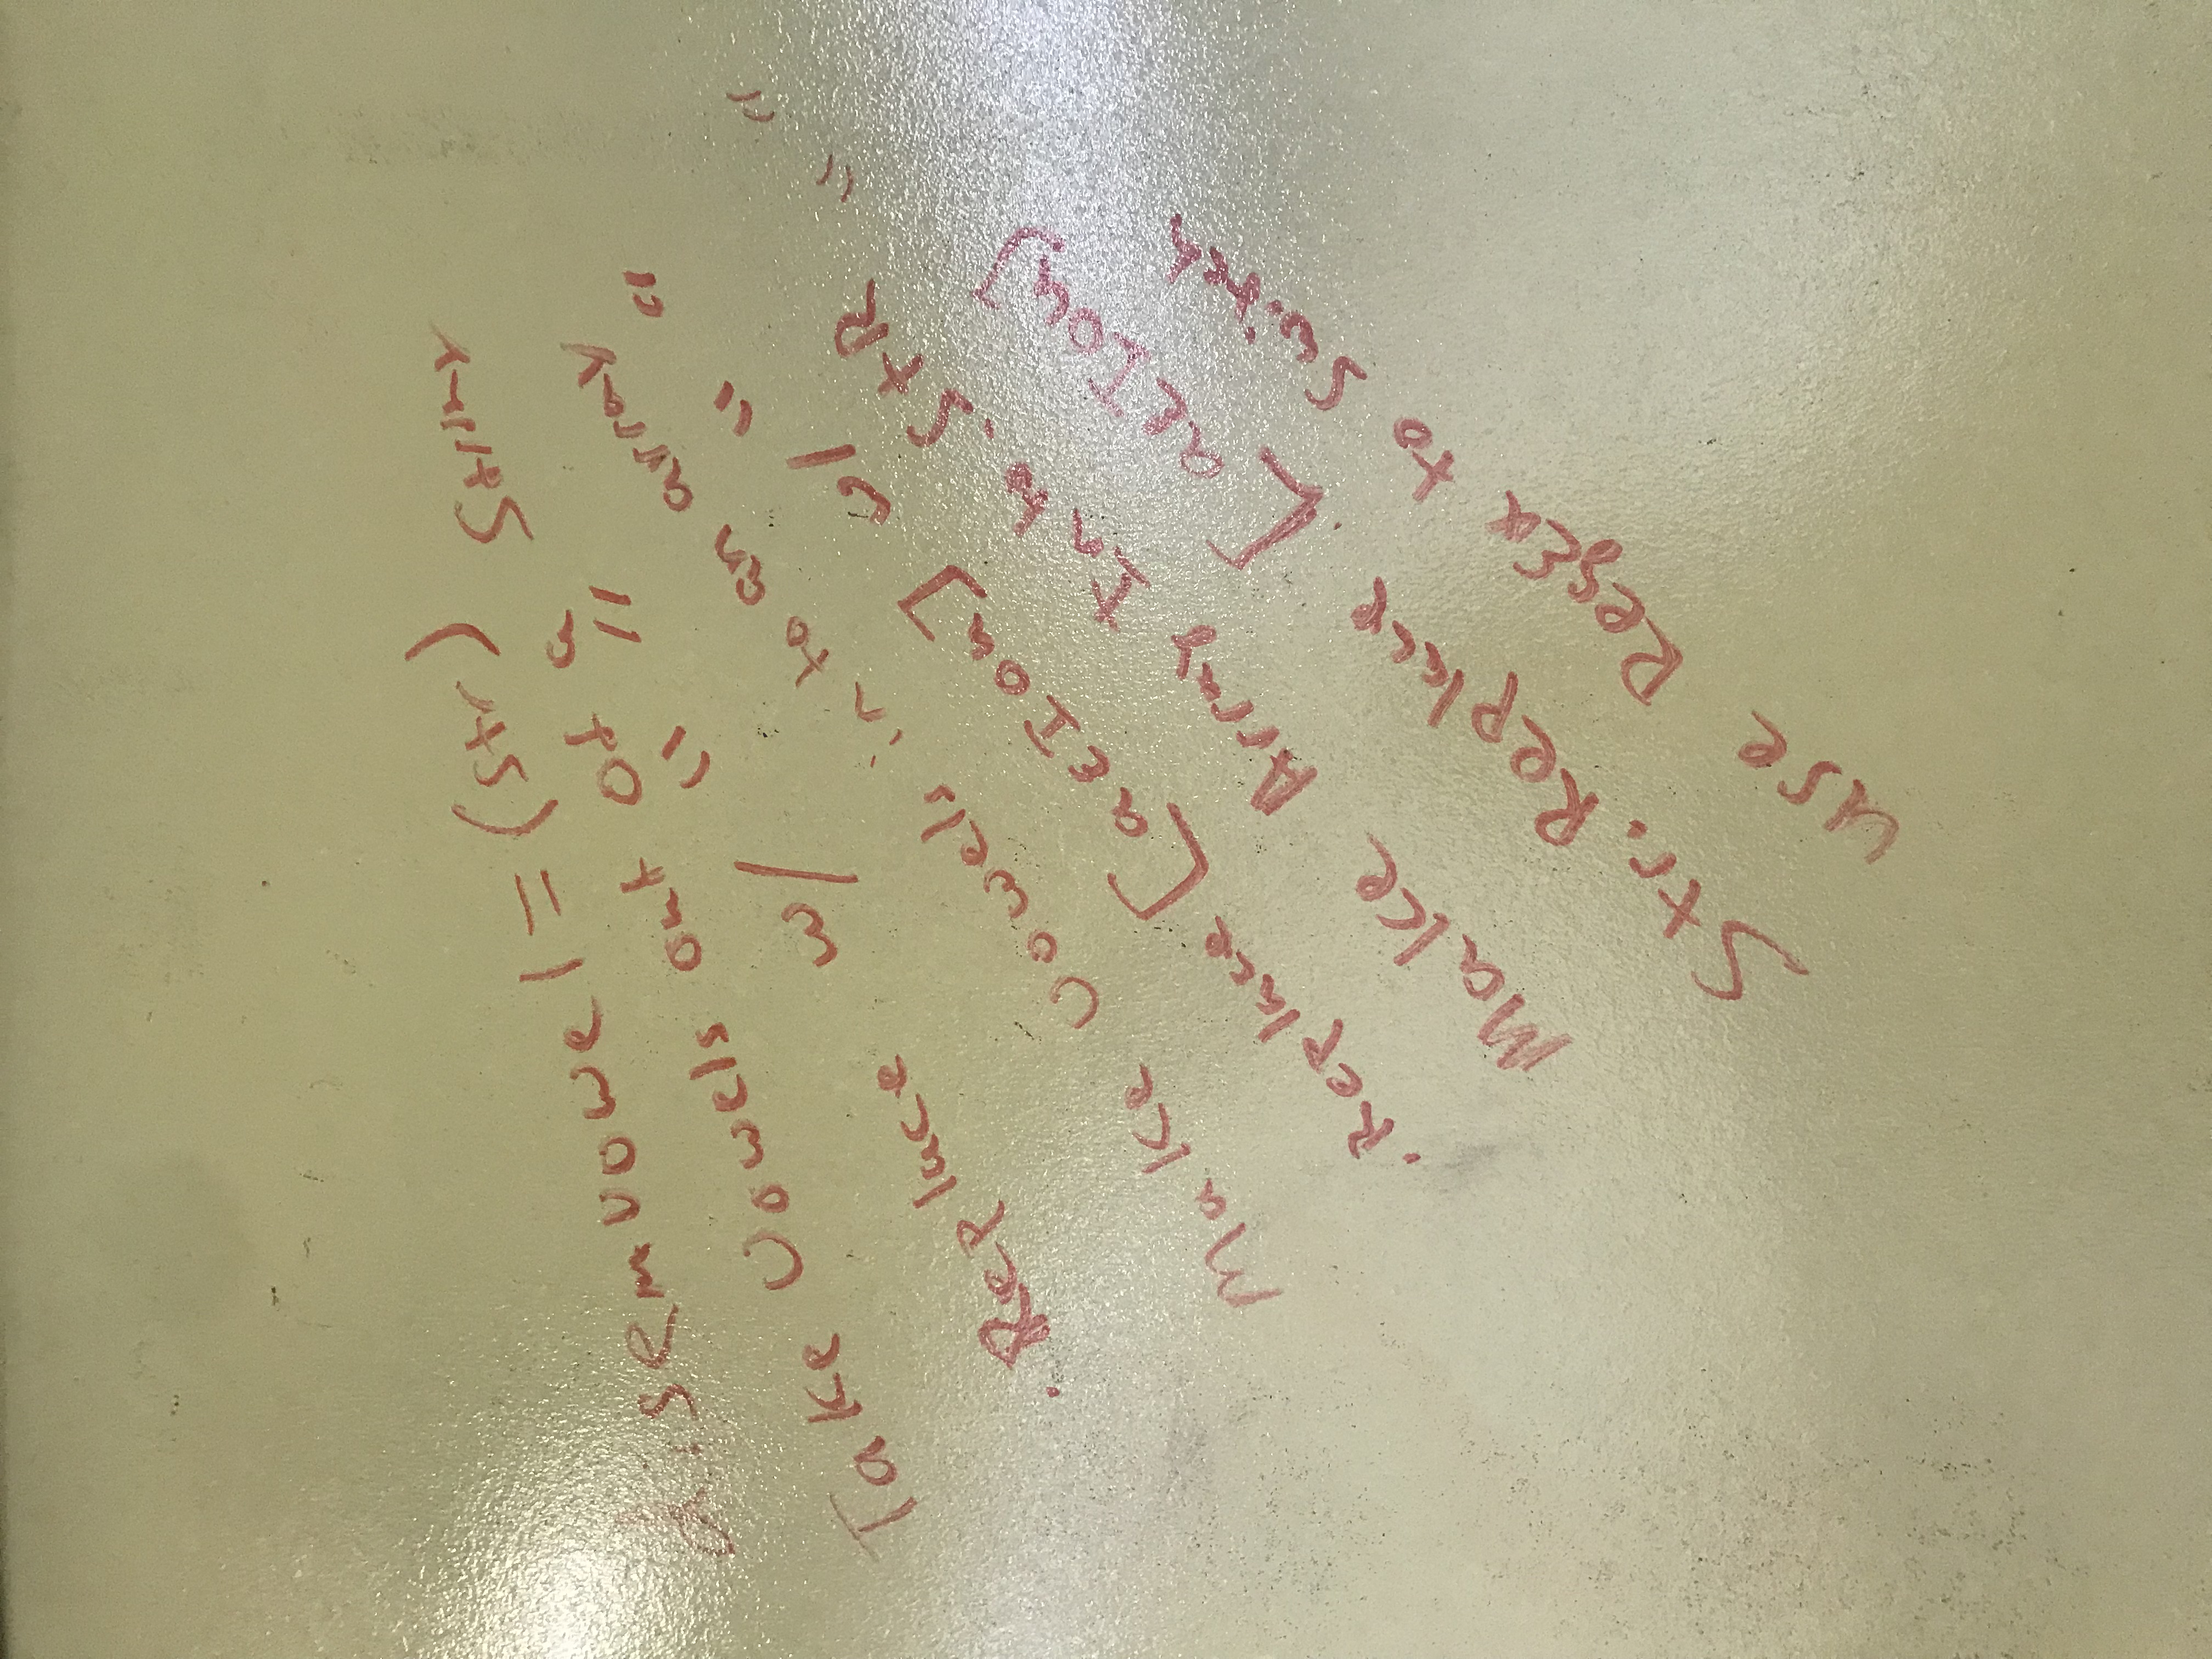 disemvowel = (str)
Take vowels out of a string
.Replace w/ " "
Make vowels into an array
.Replace [aEIou] w/ " "
Make Array Into StR " "
Str.Replace.[aEIou]
use RegEx to Switch